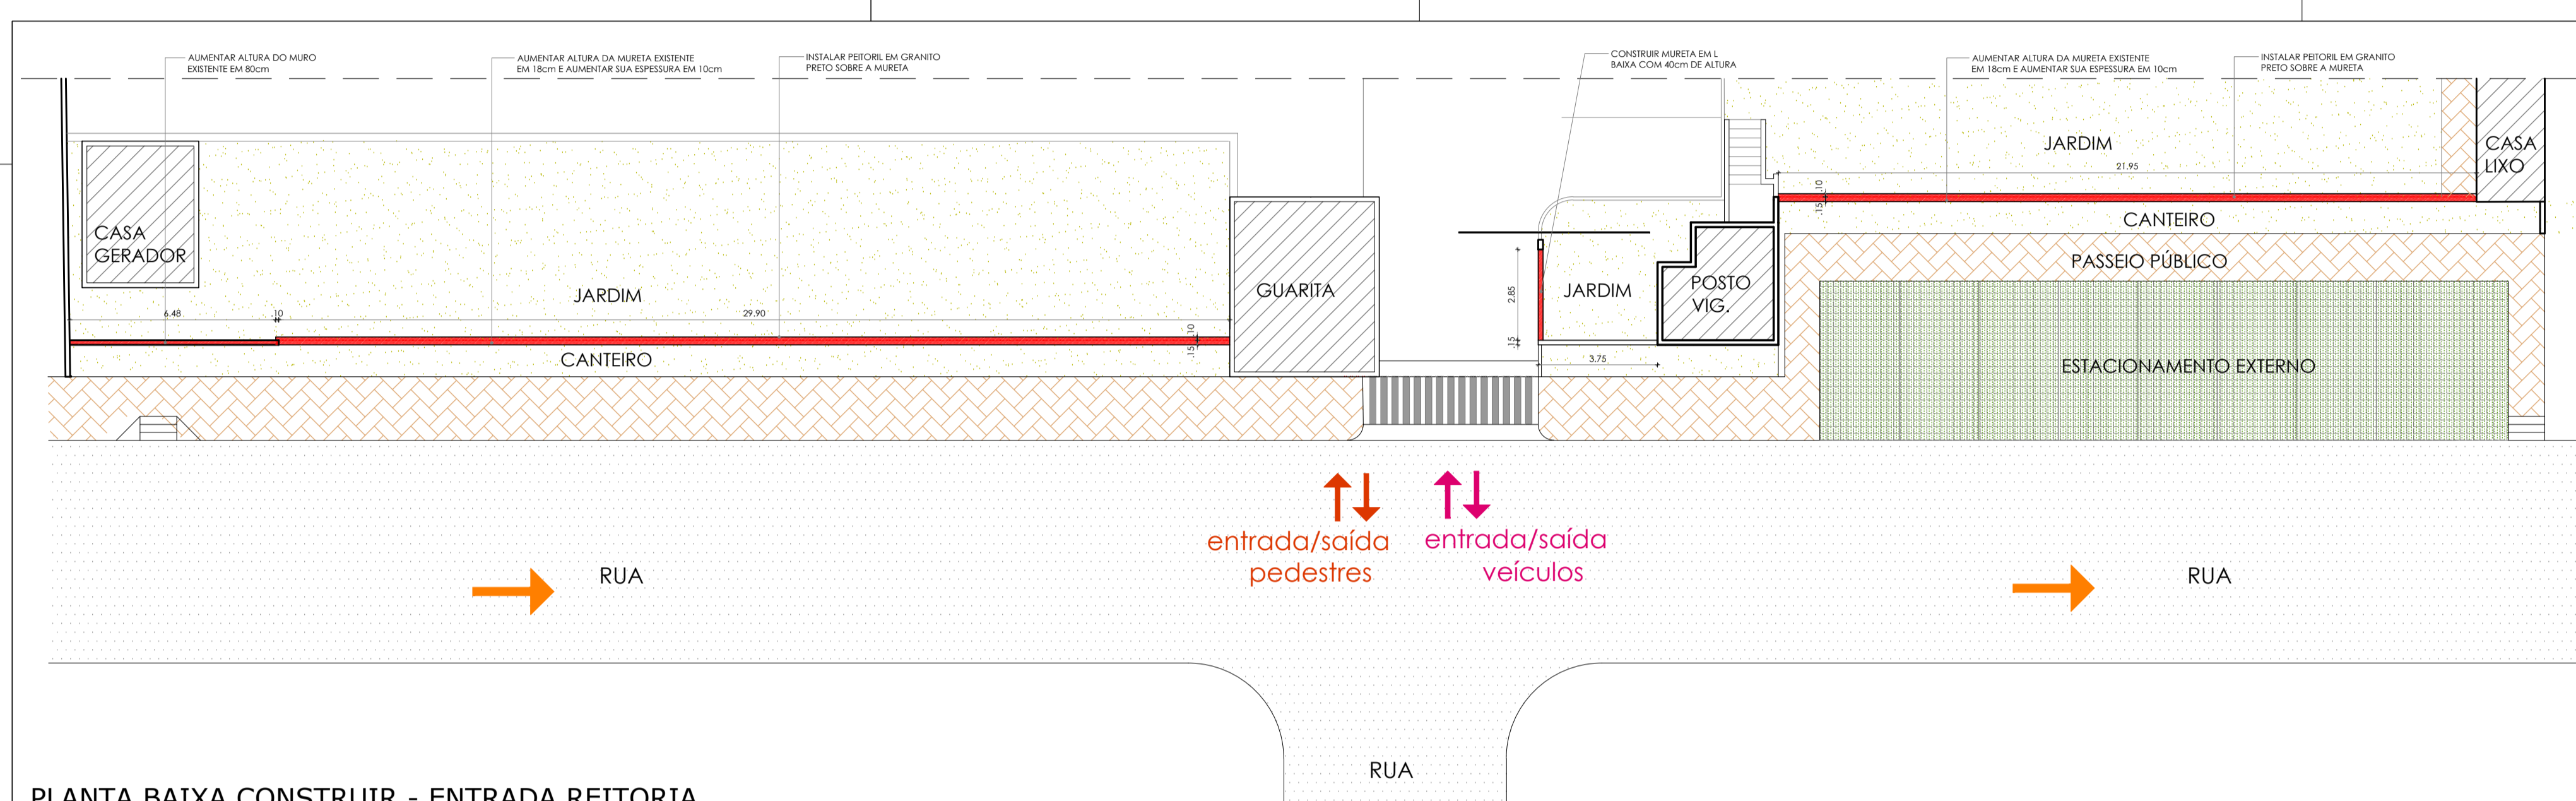 AUMENTAR ALTURA DO MURO
EXISTENTE EM 80cm
AUMENTAR ALTURA DA MURETA EXISTENTE
EM 18cm E AUMENTAR SUA ESPESSURA EM 10cm
INSTALAR PEITORIL EM GRANITO
PRETO SOBRE A MURETA
CONSTRUIR MURETA EM L
BAIXA COM 40cm DE ALTURA
AUMENTAR ALTURA DA MURETA EXISTENTE
EM 18cm E AUMENTAR SUA ESPESSURA EM 10cm
INSTALAR PEITORIL EM GRANITO
PRETO SOBRE A MURETA
CASA
GERADOR
JARDIM
6.48
.10
29.90
.10
.15
CANTEIRO
GUARITA
2.85
.15
JARDIM
3.75
POSTO
VIG.
JARDIM
21.95
.10
.15
CASA
LIXO
CANTEIRO
PASSEIO PÚBLICO
ESTACIONAMENTO EXTERNO
entrada/saída
pedestres
entrada/saída
veículos
RUA
RUA
RUA
PLANTA BAIXA CONSTRUIR - ENTRADA REITORIA